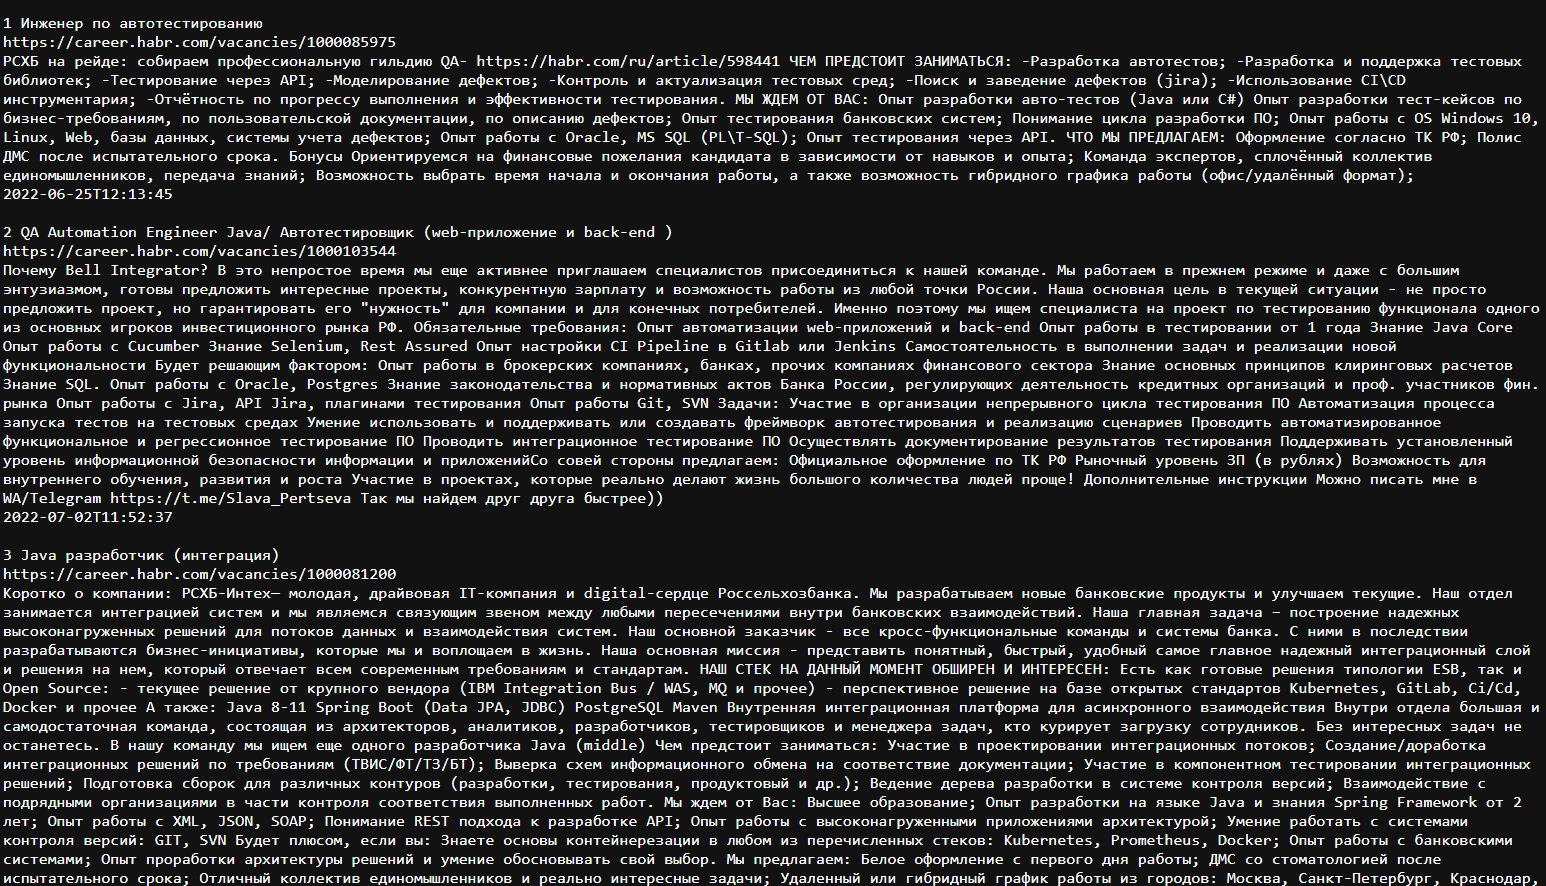 1 Инженер по автотестированию
https://career.habr.com/vacancies/1000085975
РСХБ на рейде: собираем профессиональную гильдию QA- https://habr.com/ru/article/598441 ЧЕМ ПРЕДСТОИТ ЗАНИМАТЬСЯ: -Разработка автотестов; -Разработка и поддержка тестовых
библиотек; -Тестирование через API; -Моделирование дефектов; -Контроль и актуализация тестовых сред; -Поиск и заведение дефектов (jira); -Использование CI\CD
инструментария; -Отчётность по прогрессу выполнения и эффективности тестирования. МЫ ЖДЕМ ОТ ВАС: Опыт разработки авто-тестов (Java или C#) Опыт разработки тест-кейсов по
бизнес-требованиям, по пользовательской документации, по описанию дефектов; Опыт тестирования банковских систем; Понимание цикла разработки ПО; Опыт работы с OS Windows 10,
Linux, Web, базы данных, системы учета дефектов; Опыт работы с Oracle, MS SQL (PL\T-SQL); Опыт тестирования через API. ЧТО МЫ ПРЕДЛАГАЕМ: Оформление согласно ТК РФ; Полис
ДМС после испытательного срока. Бонусы Ориентируемся на финансовые пожелания кандидата в зависимости от навыков и опыта; Команда экспертов, сплочённый коллектив
единомышленников, передача знаний; Возможность выбрать время начала и окончания работы, а также возможность гибридного графика работы (офис/удалённый формат);
2022-06-25T12:13:45
2 QA Automation Engineer Java/ Автотестировщик (web-приложение и back-end )
https://career.habr.com/vacancies/1000103544
Почему Bell Integrator? В это непростое время мы еще активнее приглашаем специалистов присоединиться к нашей команде. Мы работаем в прежнем режиме и даже с большим
энтузиазмом, готовы предложить интересные проекты, конкурентную зарплату и возможность работы из любой точки России. Наша основная цель в текущей ситуации - не просто
предложить проект, но гарантировать его "нужность" для компании и для конечных потребителей. Именно поэтому мы ищем специалиста на проект по тестированию функционала одного
из основных игроков инвестиционного рынка РФ. Обязательные требования: Опыт автоматизации web-приложений и back-end Опыт работы в тестировании от 1 года Знание Java Core
Опыт работы с Cucumber Знание Selenium, Rest Assured Опыт настройки CI Pipeline в Gitlab или Jenkins Самостоятельность в выполнении задач и реализации новой
функциональности Будет решающим фактором: Опыт работы в брокерских компаниях, банках, прочих компаниях финансового сектора Знание основных принципов клиринговых расчетов
Знание SQL. Опыт работы с Oracle, Postgres Знание законодательства и нормативных актов Банка России, регулирующих деятельность кредитных организаций и проф. участников фин.
рынка Опыт работы с Jira, API Jira, плагинами тестирования Опыт работы Git, SVN Задачи: Участие в организации непрерывного цикла тестирования ПО Автоматизация процесса
запуска тестов на тестовых средах Умение использовать и поддерживать или создавать фреймворк автотестирования и реализацию сценариев Проводить автоматизированное
функциональное и регрессионное тестирование ПО Проводить интеграционное тестирование ПО Осуществлять документирование результатов тестирования Поддерживать установленный
уровень информационной безопасности информации и приложенийСо совей стороны предлагаем: Официальное оформление по ТК РФ Рыночный уровень ЗП (в рублях) Возможность для
внутреннего обучения, развития и роста Участие в проектах, которые реально делают жизнь большого количества людей проще! Дополнительные инструкции Можно писать мне в
WA/Telegram https://t.me/Slava_Pertseva Так мы найдем друг друга быстрее))
2022-07-02T11:52:37
3 Java разработчик (интеграция)
https://career.habr.com/vacancies/1000081200
Коротко о компании: РСХБ-Интех— молодая, драйвовая IT-компания и digital-сердце Россельхозбанка. Мы разрабатываем новые банковские продукты и улучшаем текущие. Наш отдел
занимается интеграцией систем и мы являемся связующим звеном между любыми пересечениями внутри банковских взаимодействий. Наша главная задача – построение надежных
высоконагруженных решений для потоков данных и взаимодействия систем. Наш основной заказчик - все кросс-функциональные команды и системы банка. С ними в последствии
разрабатываются бизнес-инициативы, которые мы и воплощаем в жизнь. Наша основная миссия - представить понятный, быстрый, удобный самое главное надежный интеграционный слой
и решения на нем, который отвечает всем современным требованиям и стандартам. НАШ СТЕК НА ДАННЫЙ МОМЕНТ ОБШИРЕН И ИНТЕРЕСЕН: Есть как готовые решения типологии ESB, так и
Open Source: - текущее решение от крупного вендора (IBM Integration Bus / WAS, MQ и прочее) - перспективное решение на базе открытых стандартов Kubernetes, GitLab, Ci/Cd,
Docker и прочее А также: Java 8-11 Spring Boot (Data JPA, JDBC) PostgreSQL Maven Внутренняя интеграционная платформа для асинхронного взаимодействия Внутри отдела большая и
самодостаточная команда, состоящая из архитекторов, аналитиков, разработчиков, тестировщиков и менеджера задач, кто курирует загрузку сотрудников. Без интересных задач не
останетесь. В нашу команду мы ищем еще одного разработчика Java (middle) Чем предстоит заниматься: Участие в проектировании интеграционных потоков; Создание/доработка
интеграционных решений по требованиям (ТВИС/ФТ/ТЗ/БТ); Выверка схем информационного обмена на соответствие документации; Участие в компонентном тестировании интеграционных
решений; Подготовка сборок для различных контуров (разработки, тестирования, продуктовый и др.); Ведение дерева разработки в системе контроля версий; Взаимодействие с
подрядными организациями в части контроля соответствия выполненных работ. Мы ждем от Вас: Высшее образование; Опыт разработки на языке Java и знания Spring Framework от 2
лет; Опыт работы с XML, JSON, SOAP; Понимание REST подхода к разработке API; Опыт работы с высоконагруженными приложениями архитектурой; Умение работать с системами
контроля версий: GIT, SVN Будет плюсом, если вы: Знаете основы контейнерезации в любом из перечисленных стеков: Kubernetes, Prometheus, Docker; Опыт работы с банковскими
системами; Опыт проработки архитектуры решений и умение обосновывать свой выбор. Мы предлагаем: Белое оформление с первого дня работы; ДМС со стоматологией после
испытательного срока; Отличный коллектив единомышленников и реально интересные задачи; Удаленный или гибридный график работы из городов: Москва, Санкт-Петербург, Краснодар,